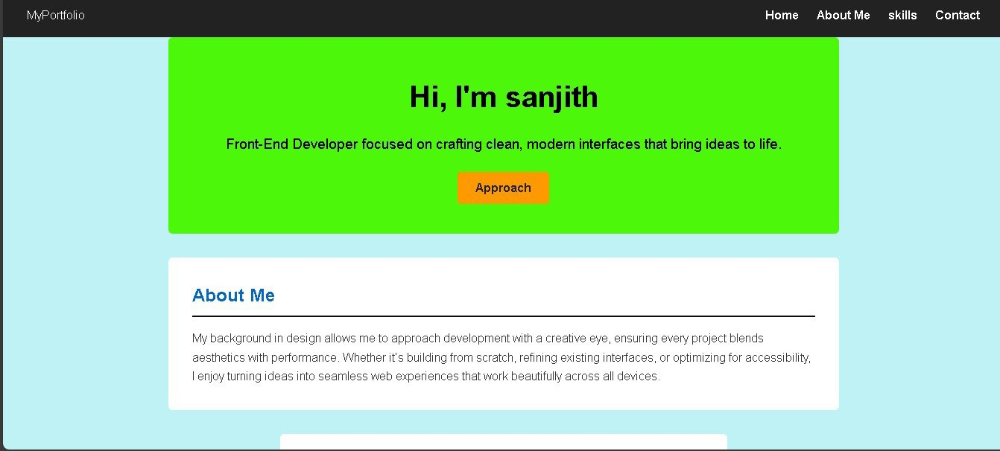 MyPortfolio
Home About Me skills Contact
Hi, I'm sanjith
Front-End Developer focused on crafting clean, modern interfaces that bring ideas to life.
Approach
About Me
My background in design allows me to approach development with a creative eye, ensuring every project blends
aesthetics with performance. Whether it's building from scratch, refining existing interfaces, or optimizing for accessibility,
I enjoy turning ideas into seamless web experiences that work beautifully across all devices.